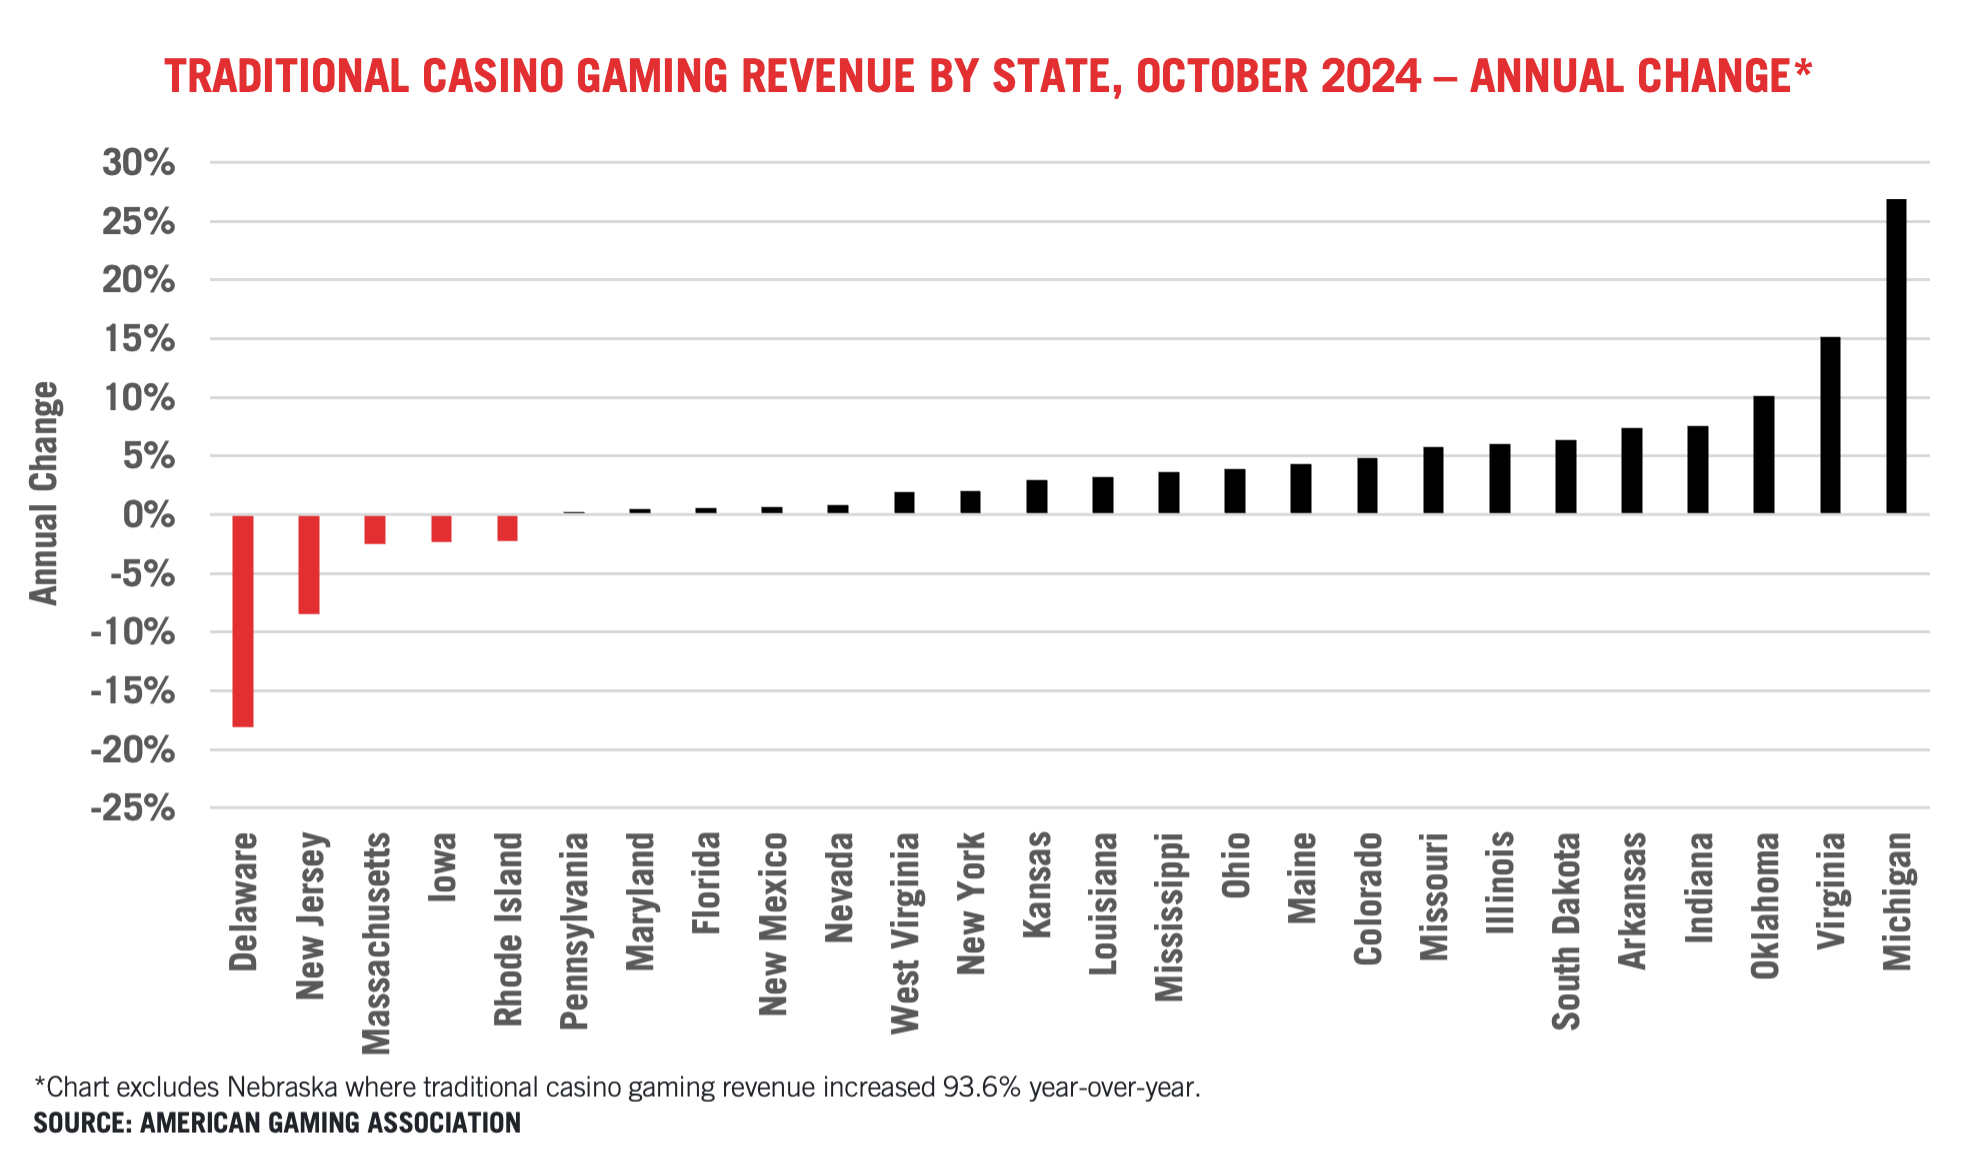 TRADITIONAL CASINO GAMING REVENUE BY STATE, OCTOBER 2024 – ANNUAL CHANGE*
Annual Change
30%
25%
20%
15%
10%
5%
0%
-5%
-10%
-15%
-20%
-25%
Delaware
New Jersey
Massachusetts
Iowa
Rhode Island
Pennsylvania
Maryland
Florida
New Mexico
Nevada
West Virginia
New York
Kansas
Louisiana
Mississippi
Ohio
Maine
Colorado
Missouri
Illinois
South Dakota
Arkansas
Indiana
Oklahoma
Virginia
Michigan
*Chart excludes Nebraska where traditional casino gaming revenue increased 93.6% year-over-year.
SOURCE: AMERICAN GAMING ASSOCIATION